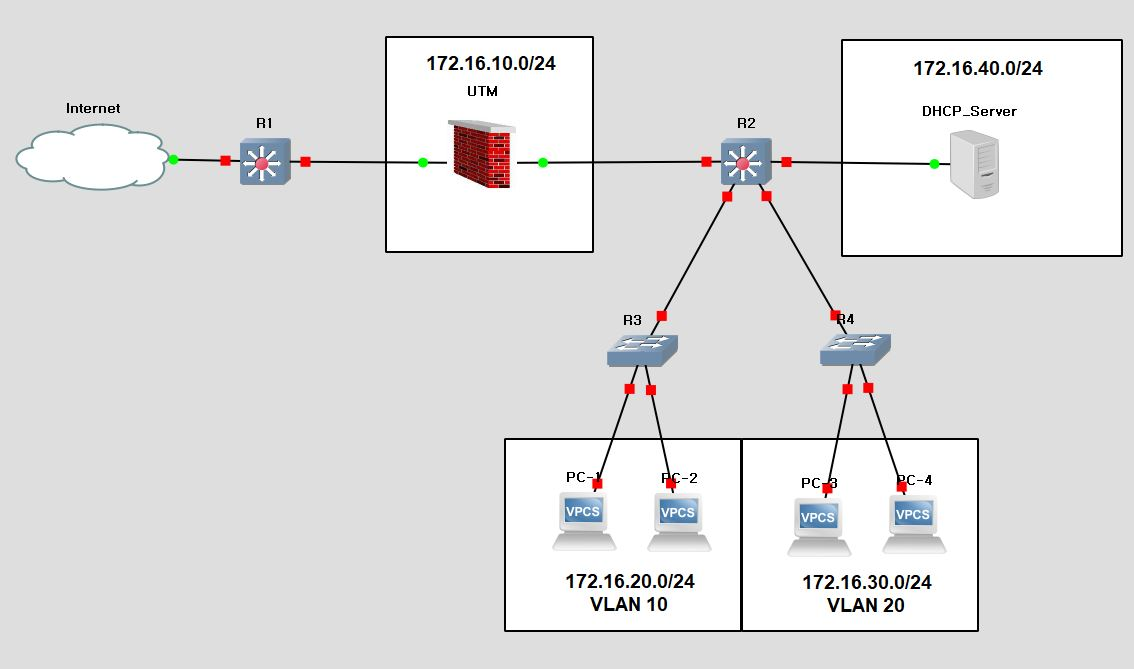 172.16.10.0/24
172.16.40.0/24
UTM
Internet
DHCP_Server
R1
R2
R3
R4
PC-1
PC-2
PC-3
PC-4
VPCS
VPCS
VPCS
VPCS
172.16.20.0/24
VLAN 10
172.16.30.0/24
VLAN 20